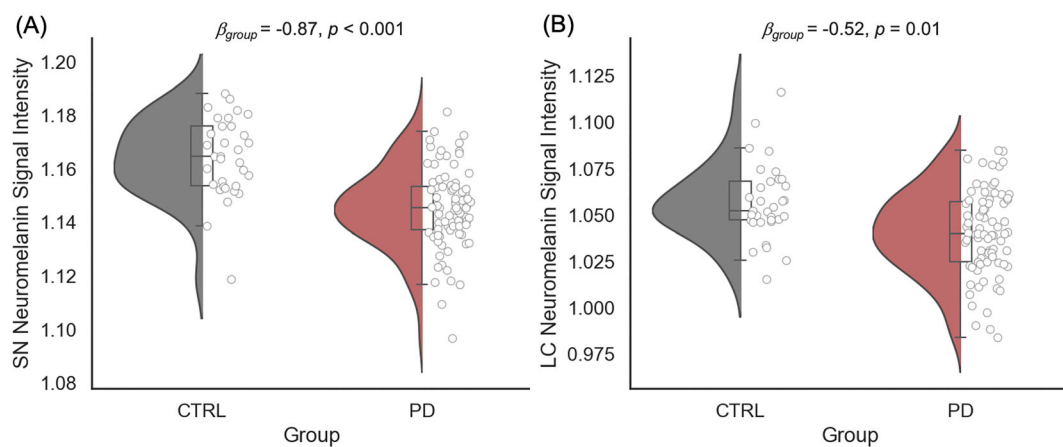 (A)
β_group = -0.87, p < 0.001
SN Neuromelanin Signal Intensity
1.20
1.18
1.16
1.14
1.12
1.10
1.08
CTRL
PD
Group
(B)
β_group = -0.52, p = 0.01
LC Neuromelanin Signal Intensity
1.125
1.100
1.075
1.050
1.025
1.000
0.975
CTRL
PD
Group